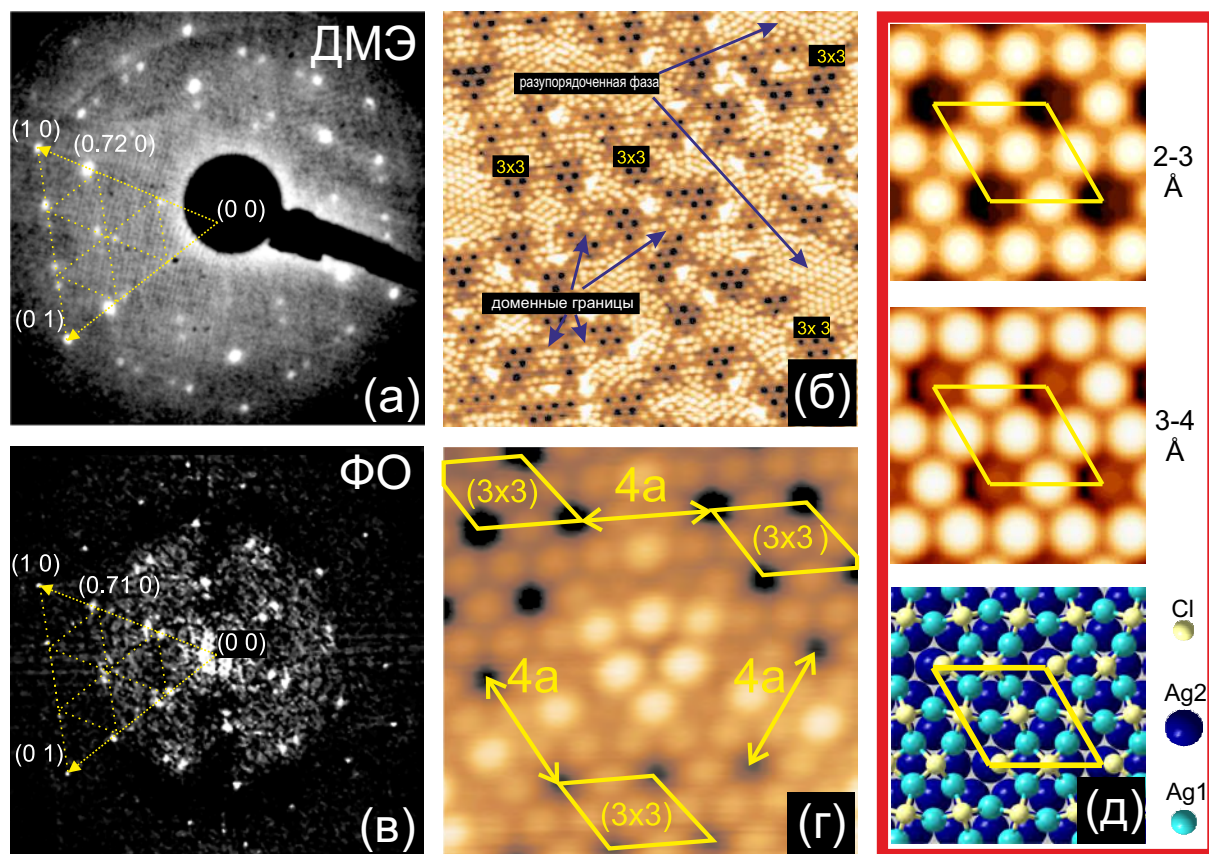 ДМЭ
(1 0)
(0.72 0)
(0 0)
(0 1)
(а)
3x3
разупорядоченная фаза
3x3
3x3
доменные границы
3x 3
(б)
ФО
(1 0)
(0.71 0)
(0 0)
(0 1)
(в)
(3x3)
4a
(3x3)
4a
4a
(3x3)
(г)
2-3
Å
3-4
Å
Cl
Ag2
Ag1
(д)